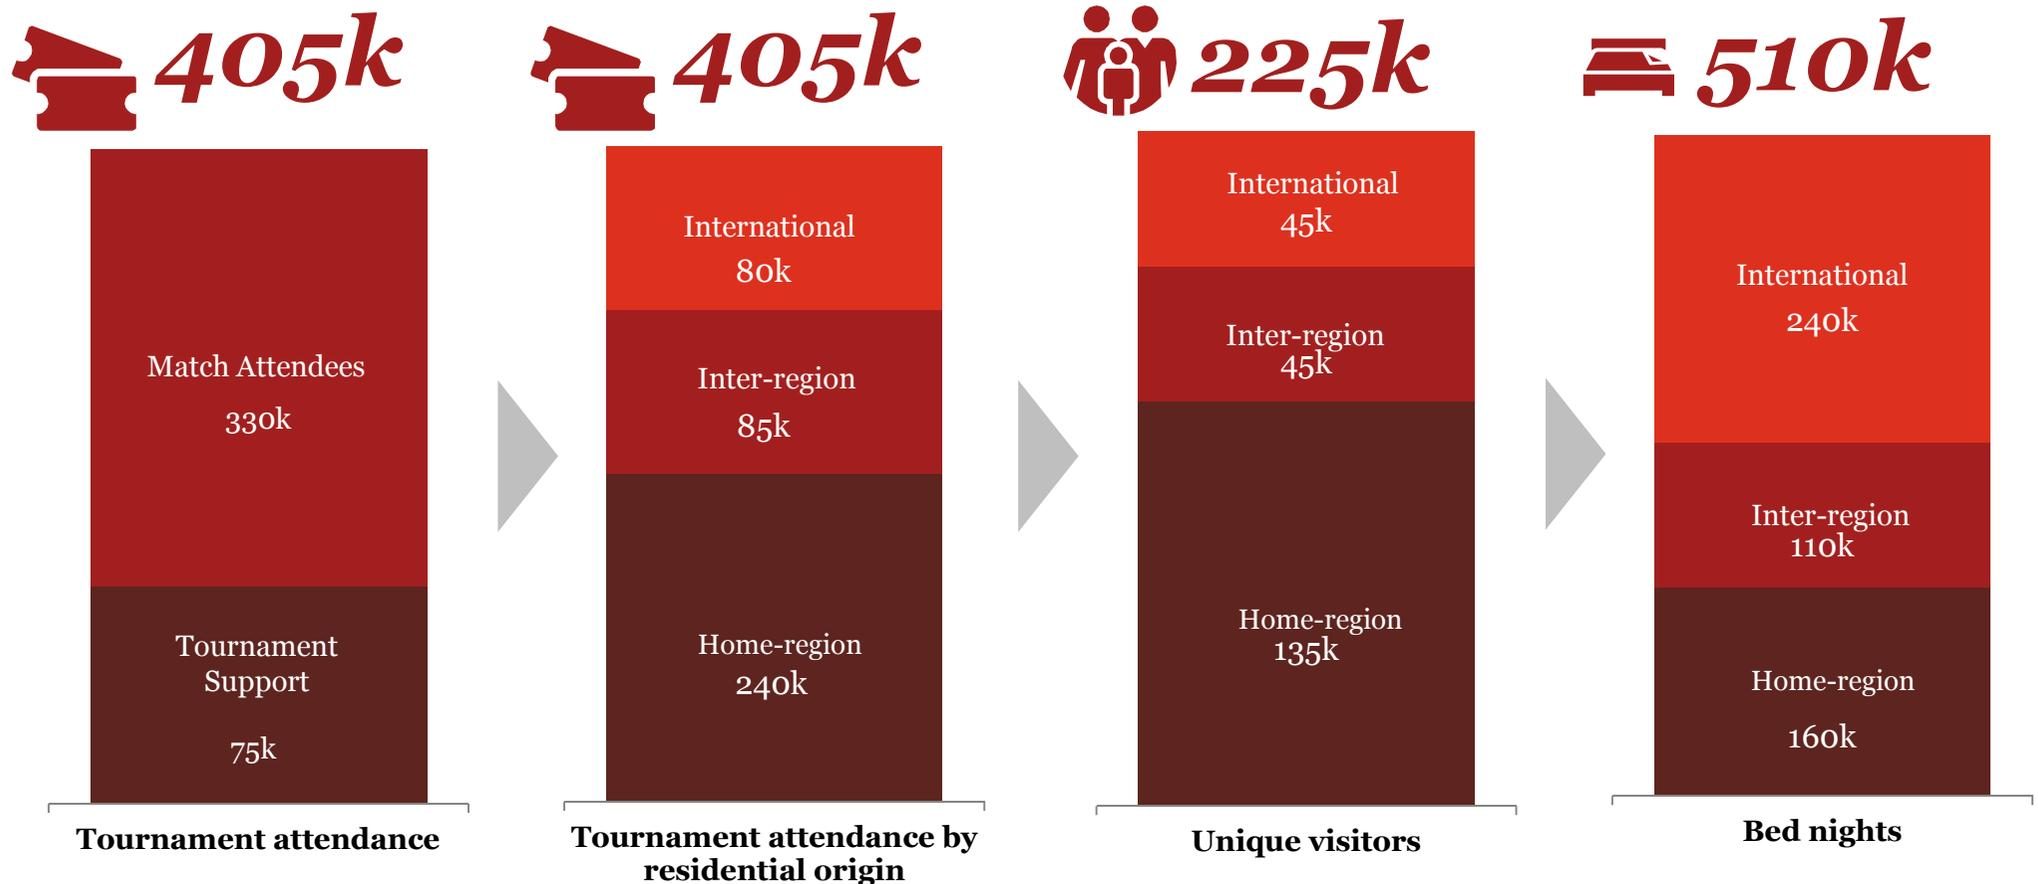 405k
Match Attendees
330k
Tournament
Support
75k
Tournament attendance
405k
International
80k
Inter-region
85k
Home-region
240k
Tournament attendance by
residential origin
225k
International
45k
Inter-region
45k
Home-region
135k
Unique visitors
510k
International
240k
Inter-region
110k
Home-region
160k
Bed nights